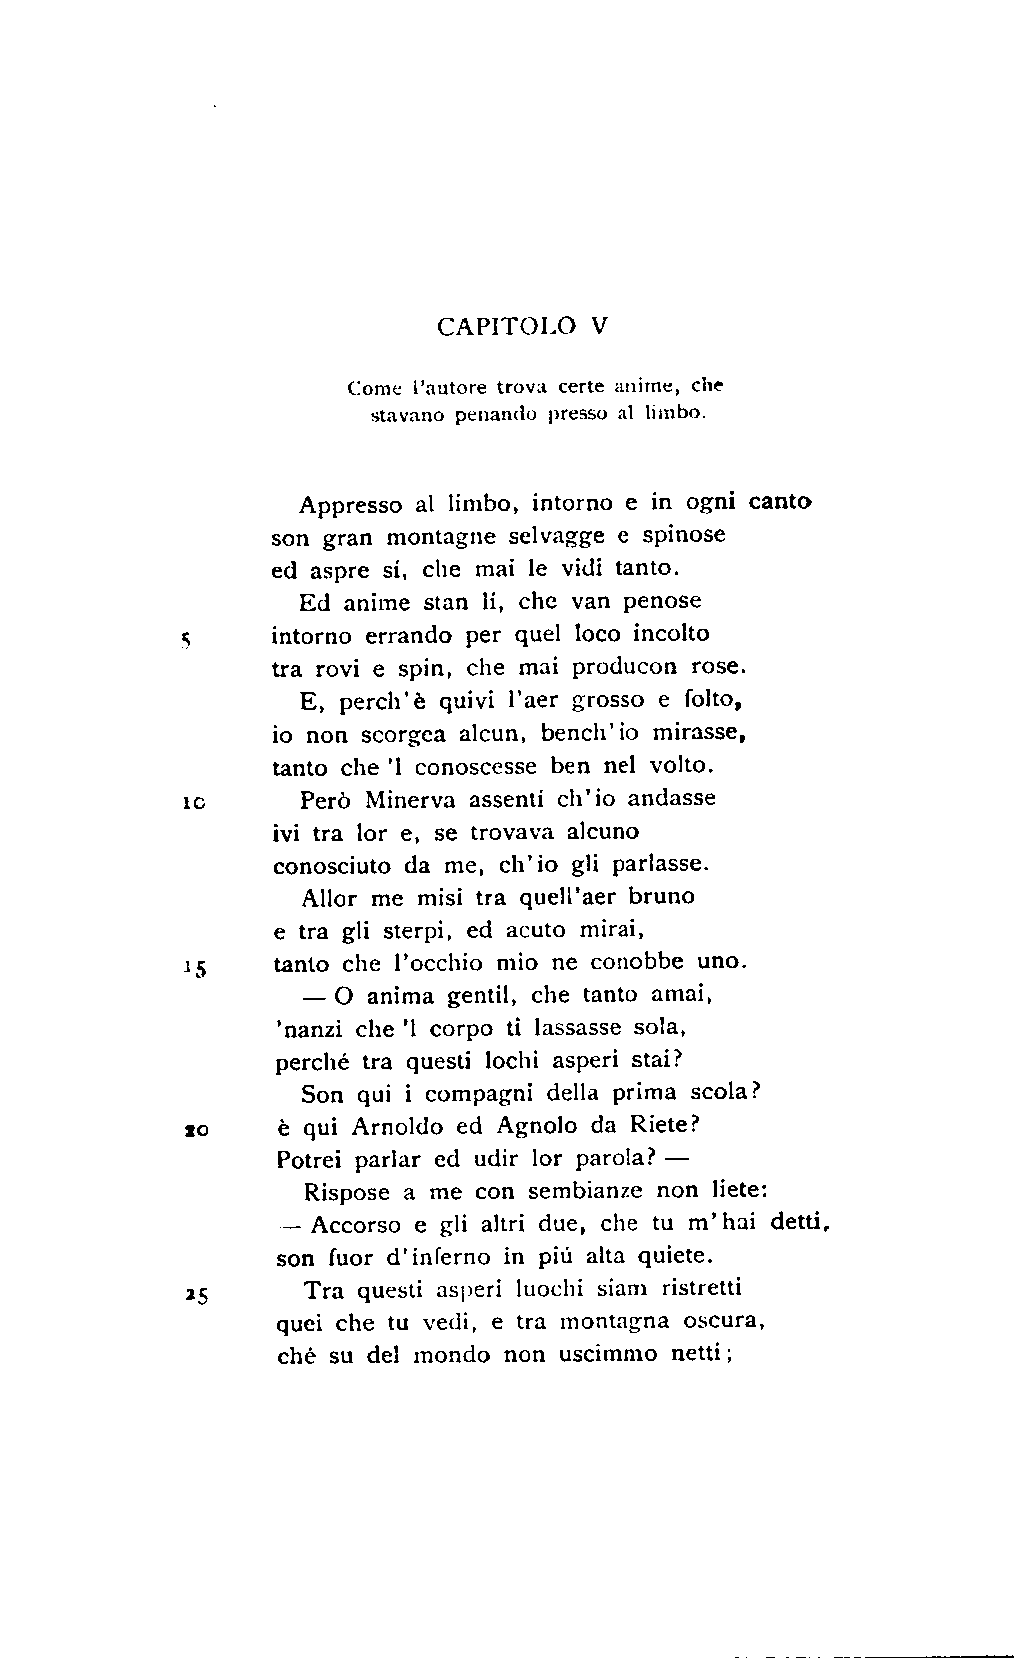 CAPITOLO V
Come l'autore trova certe anime, che
stavano penando presso al limbo.
Appresso al limbo, intorno e in ogni canto
son gran montagne selvagge e spinose
ed aspre sí, che mai le vidi tanto.
Ed anime stan lí, che van penose
5 intorno errando per quel loco incolto
tra rovi e spin, che mai producon rose.
E, perch'è quivi l'aer grosso e folto,
io non scorgea alcun, bench'io mirasse,
tanto che 'l conoscesse ben nel volto.
10 Però Minerva assentí ch'io andasse
ivi tra lor e, se trovava alcuno
conosciuto da me, ch'io gli parlasse.
Allor me misi tra quell'aer bruno
e tra gli sterpi, ed acuto mirai,
15 tanto che l'occhio mio ne conobbe uno.
— O anima gentil, che tanto amai,
'nanzi che 'l corpo ti lassasse sola,
perché tra questi lochi asperi stai?
Son qui i compagni della prima scola?
20 è qui Arnoldo ed Agnolo da Riete?
Potrei parlar ed udir lor parola? —
Rispose a me con sembianze non liete:
— Accorso e gli altri due, che tu m'hai detti,
son fuor d'inferno in piú alta quiete.
25 Tra questi asperi luochi siam ristretti
quei che tu vedi, e tra montagna oscura,
ché su del mondo non uscimmo netti;